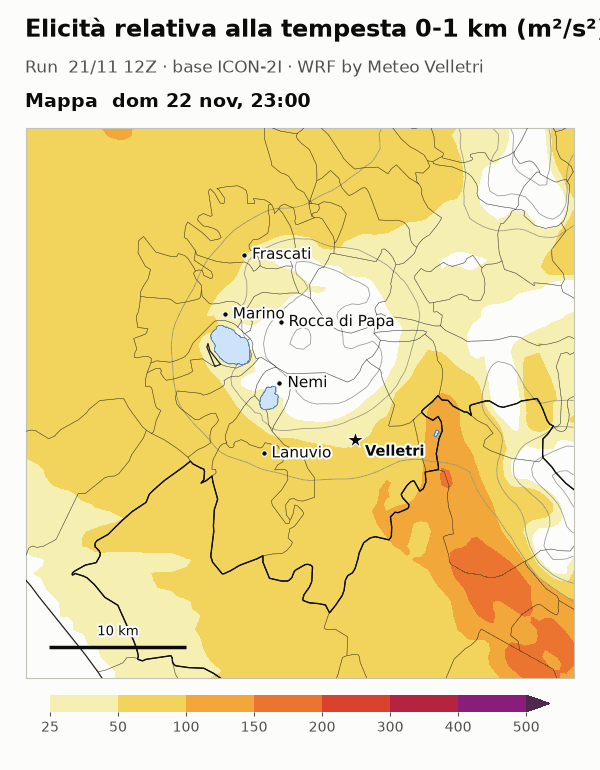 Elicità relativa alla tempesta 0-1 km (m²/s²)
Run 21/11 12Z · base ICON-2I · WRF by Meteo Velletri
Mappa dom 22 nov, 23:00
Frascati
Marino
Rocca di Papa
Nemi
Velletri
Lanuvio
10 km
25 50 100 150 200 300 400 500